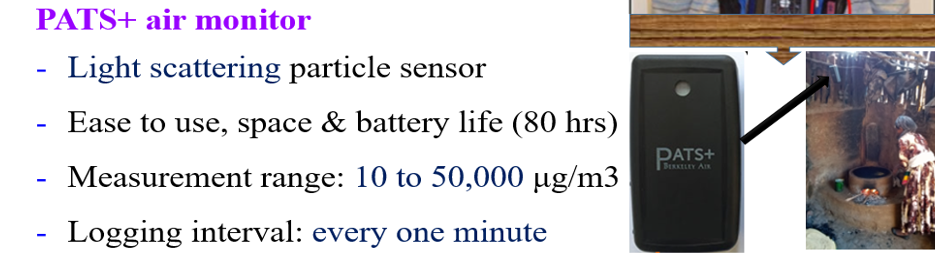 PATS+ air monitor
- Light scattering particle sensor
- Ease to use, space & battery life (80 hrs)
- Measurement range: 10 to 50,000 μg/m3
- Logging interval: every one minute
PATS+
BERKELEY AIR